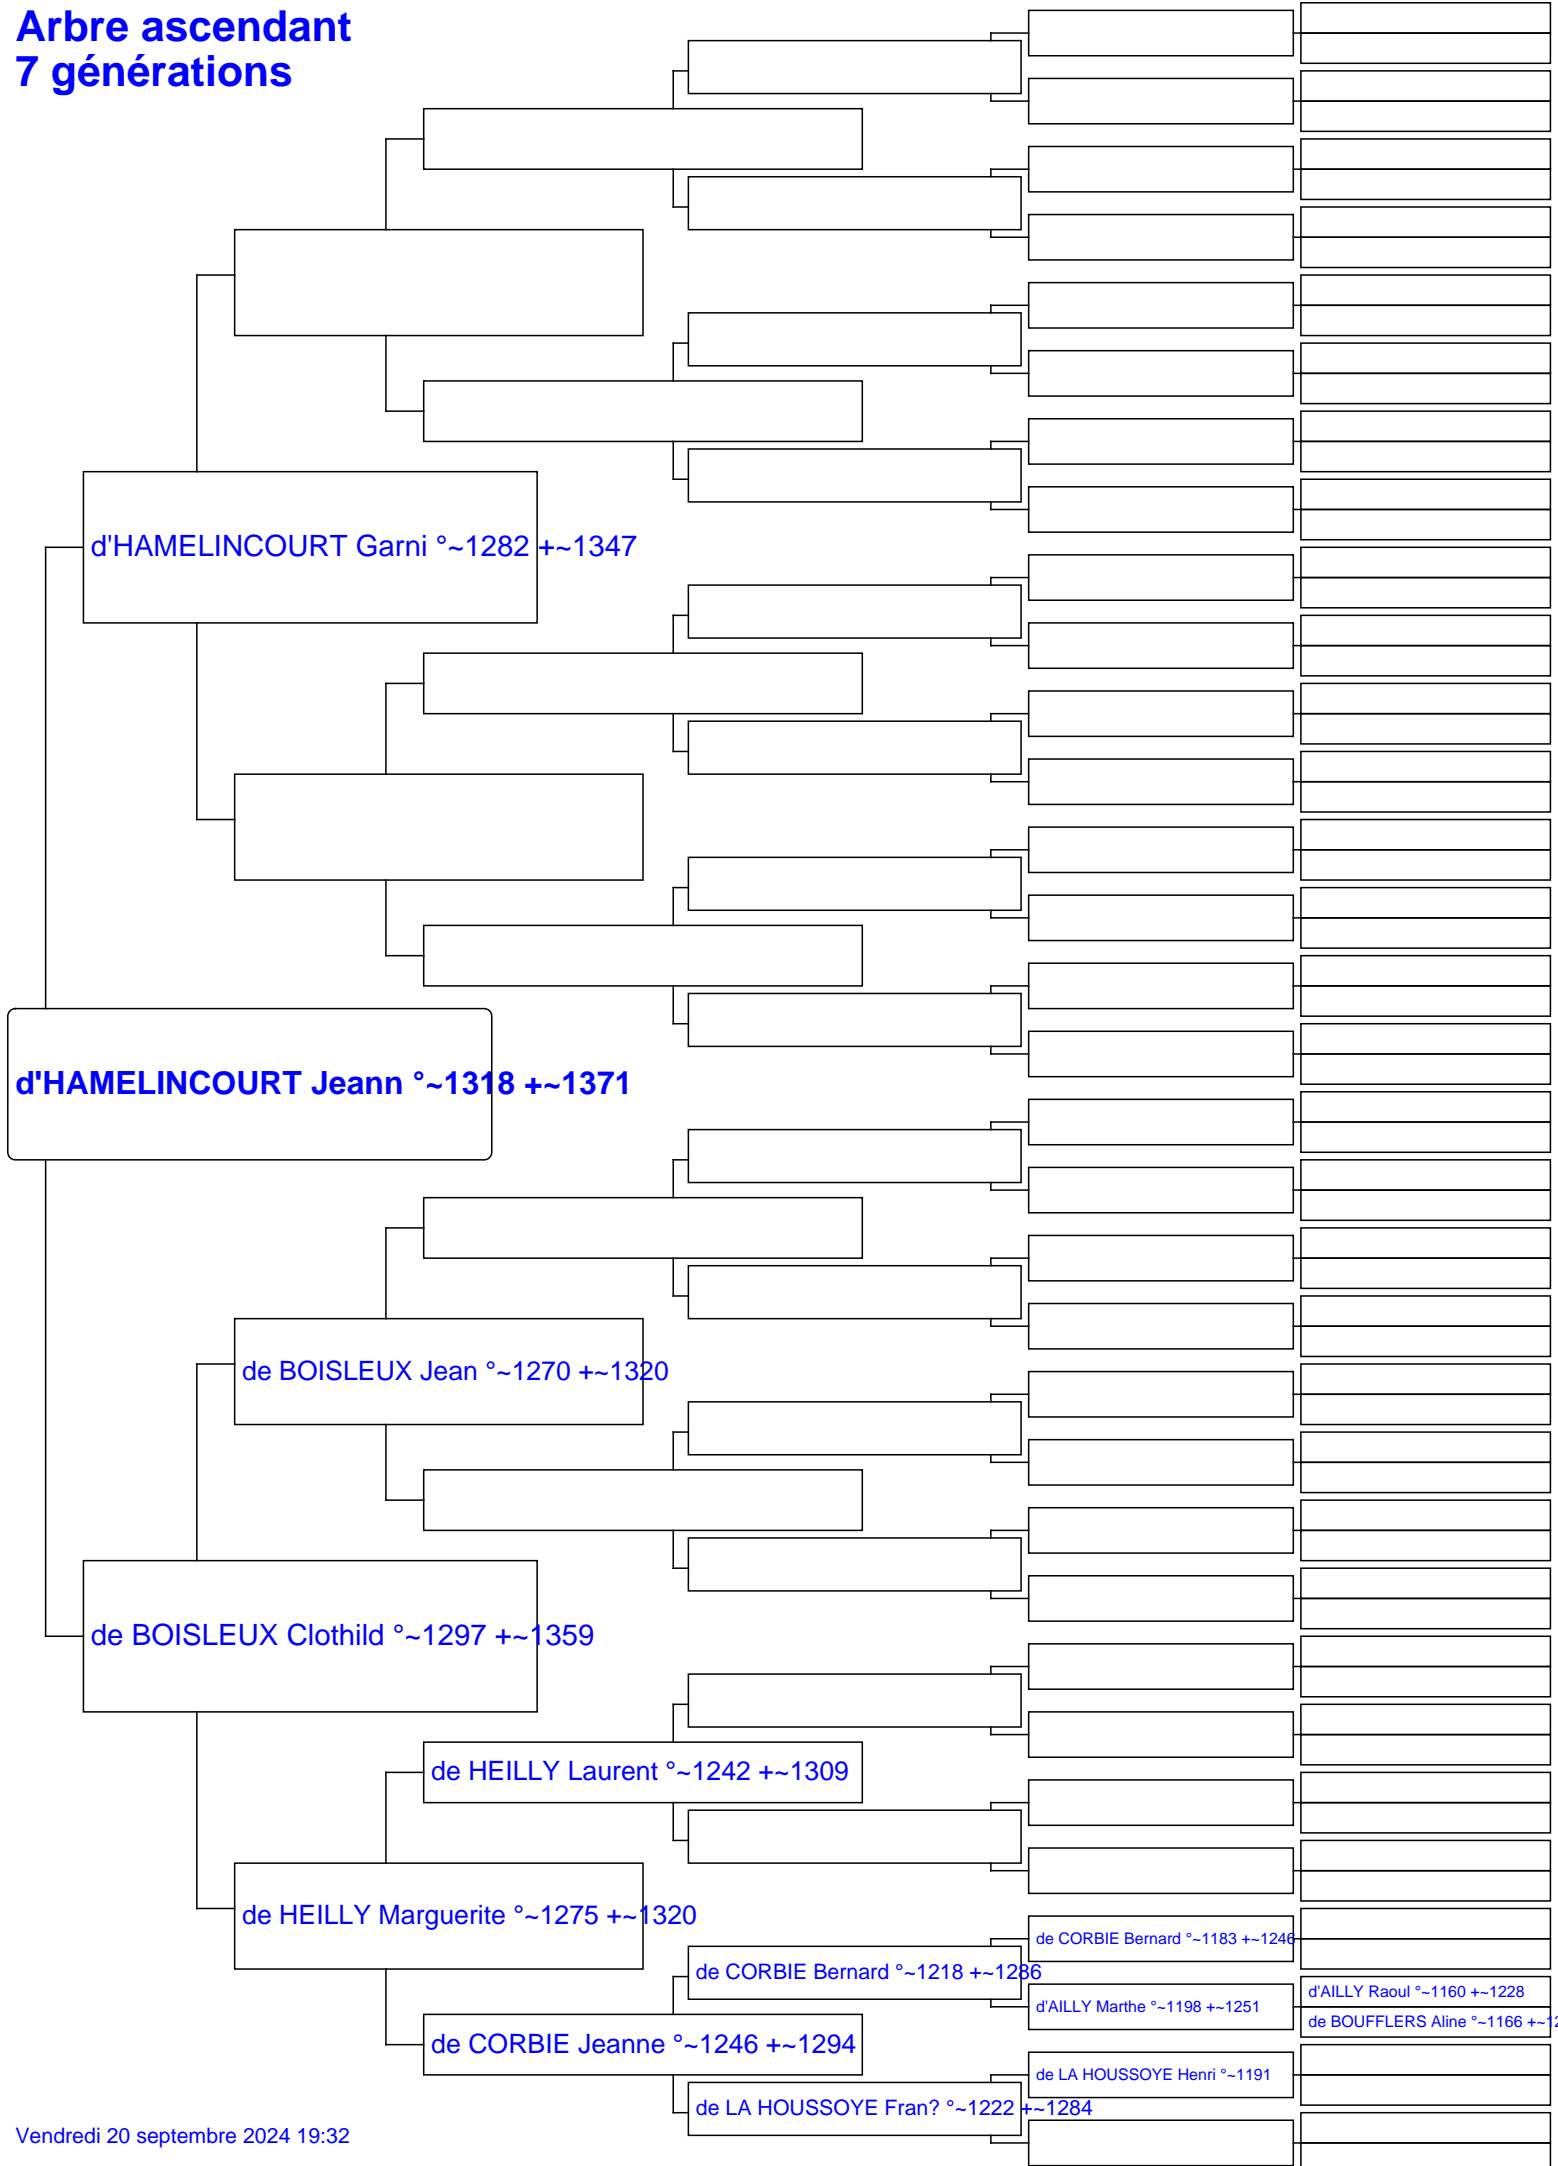 Arbre ascendant
7 générations
d'HAMELINCOURT Garni °~1282 +~1347
d'HAMELINCOURT Jeann °~1318 +~1371
de BOISLEUX Jean °~1270 +~1320
de BOISLEUX Clothild °~1297 +~1359
de HEILLY Laurent °~1242 +~1309
de HEILLY Marguerite °~1275 +~1320
de CORBIE Bernard °~1183 +~1246
de CORBIE Bernard °~1218 +~1286
d'AILLY Raoul °~1160 +~1228
d'AILLY Marthe °~1198 +~1251
de BOUFFLERS Aline °~1166
de CORBIE Jeanne °~1246 +~1294
de LA HOUSSOYE Henri °~1191
de LA HOUSSOYE Fran? °~1222 +~1284
Vendredi 20 septembre 2024 19:32